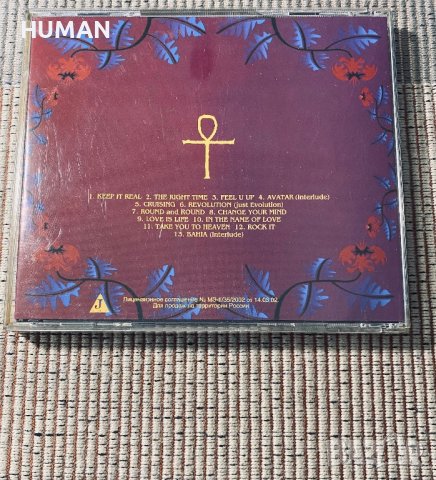 HUMAN
1. KEEP IT REAL 2. THE RIGHT TIME 3. FEEL U UP 4. AVATAR (Interlude)
5. CRUISING 6. REVOLUTION (just Evolution)
7. ROUND and ROUND 8. CHANGE YOUR MIND
9. LOVE IS LIFE 10. IN THE NAME OF LOVE
11. TAKE YOU TO HEAVEN 12. ROCK IT
13. BAHIA (Interlude)
J
Лицензионное соглашение № МВ-II/35/2002 от 14.03.02.
Для продаж на территории России